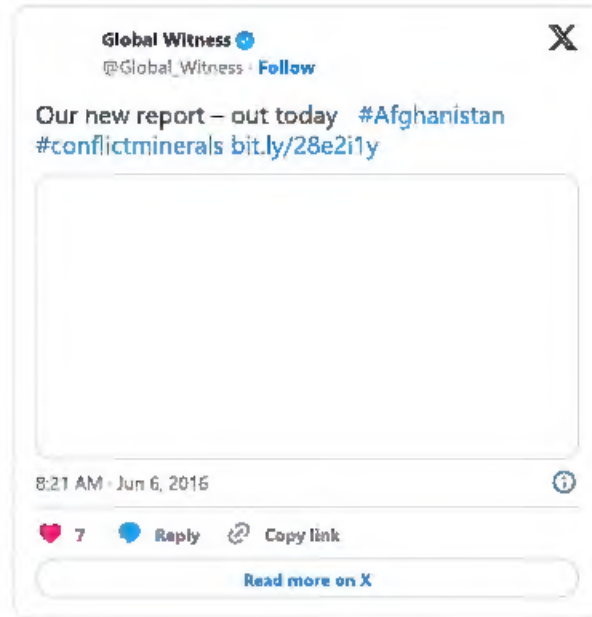 Global Witness
@Global_Witness · Follow
Our new report – out today #Afghanistan
#conflictminerals bit.ly/28e2i1y
8:21 AM · Jun 6, 2016
7 Reply Copy link
Read more on X